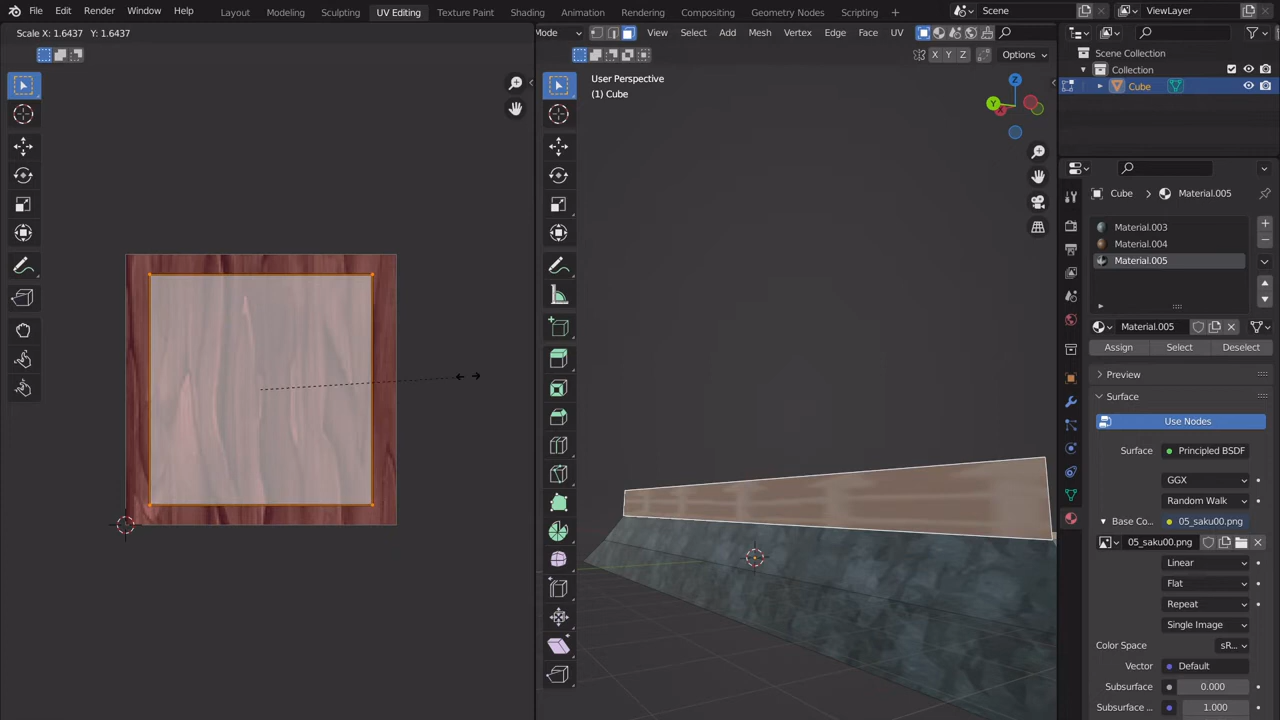 File Edit Render Window Help Layout Modeling Sculpting UV Editing Texture Paint Shading Animation Rendering Compositing Geometry Nodes Scripting Scene ViewLayer
Scale X: 1.6437 Y: 1.6437
Mode View Select Add Mesh Vertex Edge Face UV
X Y Z Options
User Perspective
(1) Cube
Z
Y
Scene Collection
Collection
Cube
Cube Material.005
Material.003
Material.004
Material.005
Material.005
Assign Select Deselect
Preview
Surface
Use Nodes
Surface Principled BSDF
GGX
Random Walk
Base Co... 05_saku00.png
05_saku00.png
Linear
Flat
Repeat
Single Image
Color Space sR...
Vector Default
Subsurface 0.000
Subsurface ... 1.000